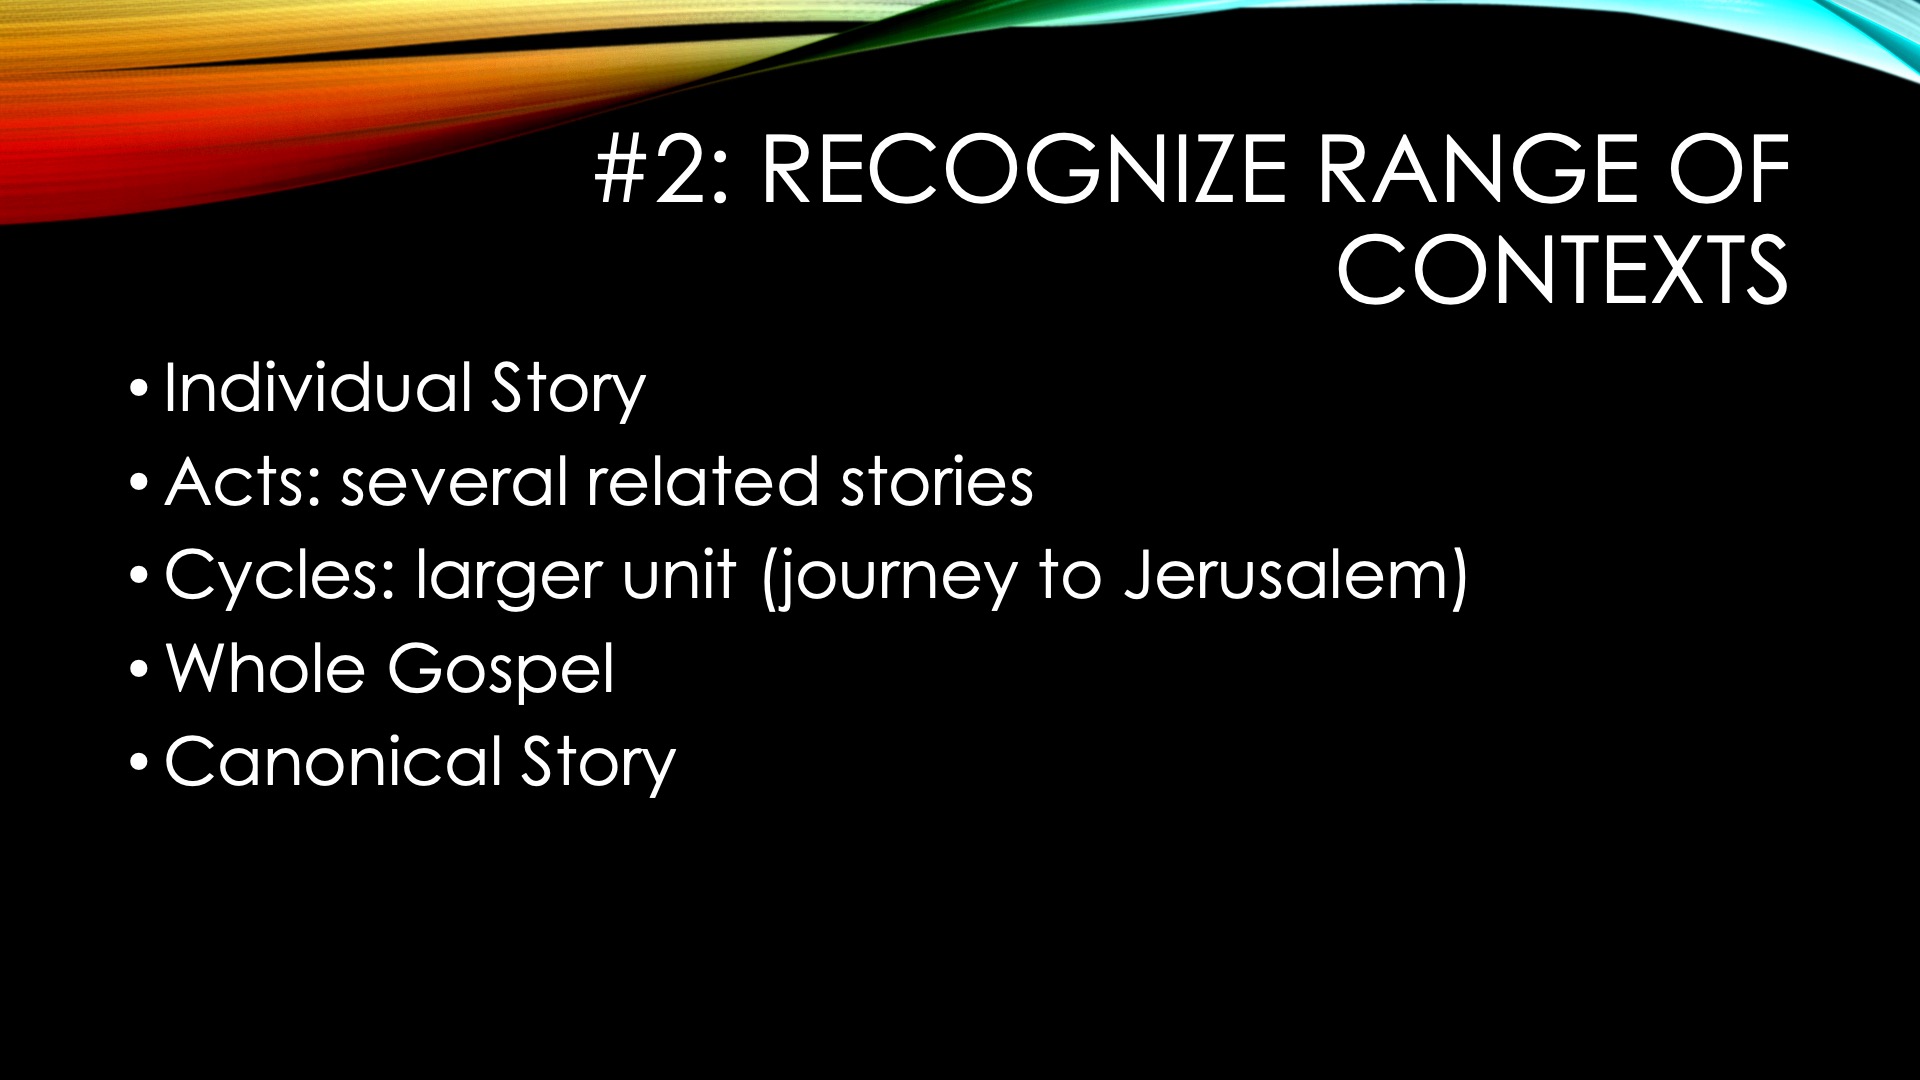 #2: RECOGNIZE RANGE OF
CONTEXTS
• Individual Story
• Acts: several related stories
• Cycles: larger unit (journey to Jerusalem)
• Whole Gospel
• Canonical Story